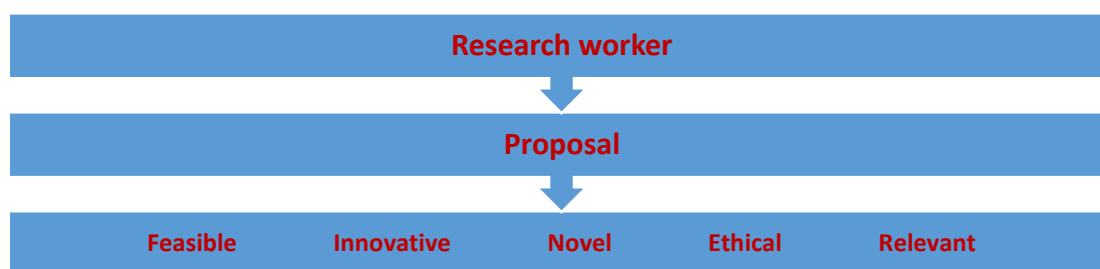 Research worker
Proposal
Feasible Innovative Novel Ethical Relevant